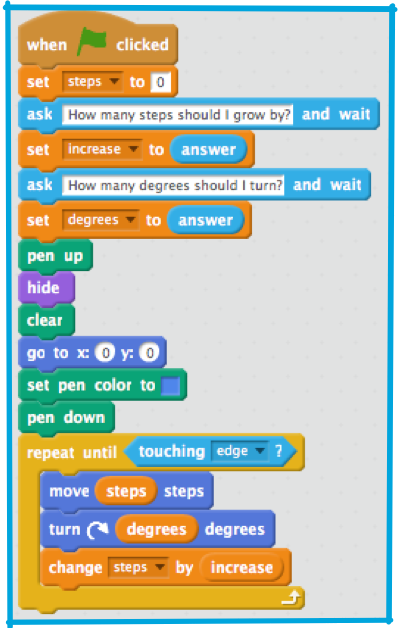 when clicked
set steps to 0
ask How many steps should I grow by? and wait
set increase to answer
ask How many degrees should I turn? and wait
set degrees to answer
pen up
hide
clear
go to x: 0 y: 0
set pen color to
pen down
repeat until touching edge ?
move steps steps
turn degrees degrees
change steps by increase